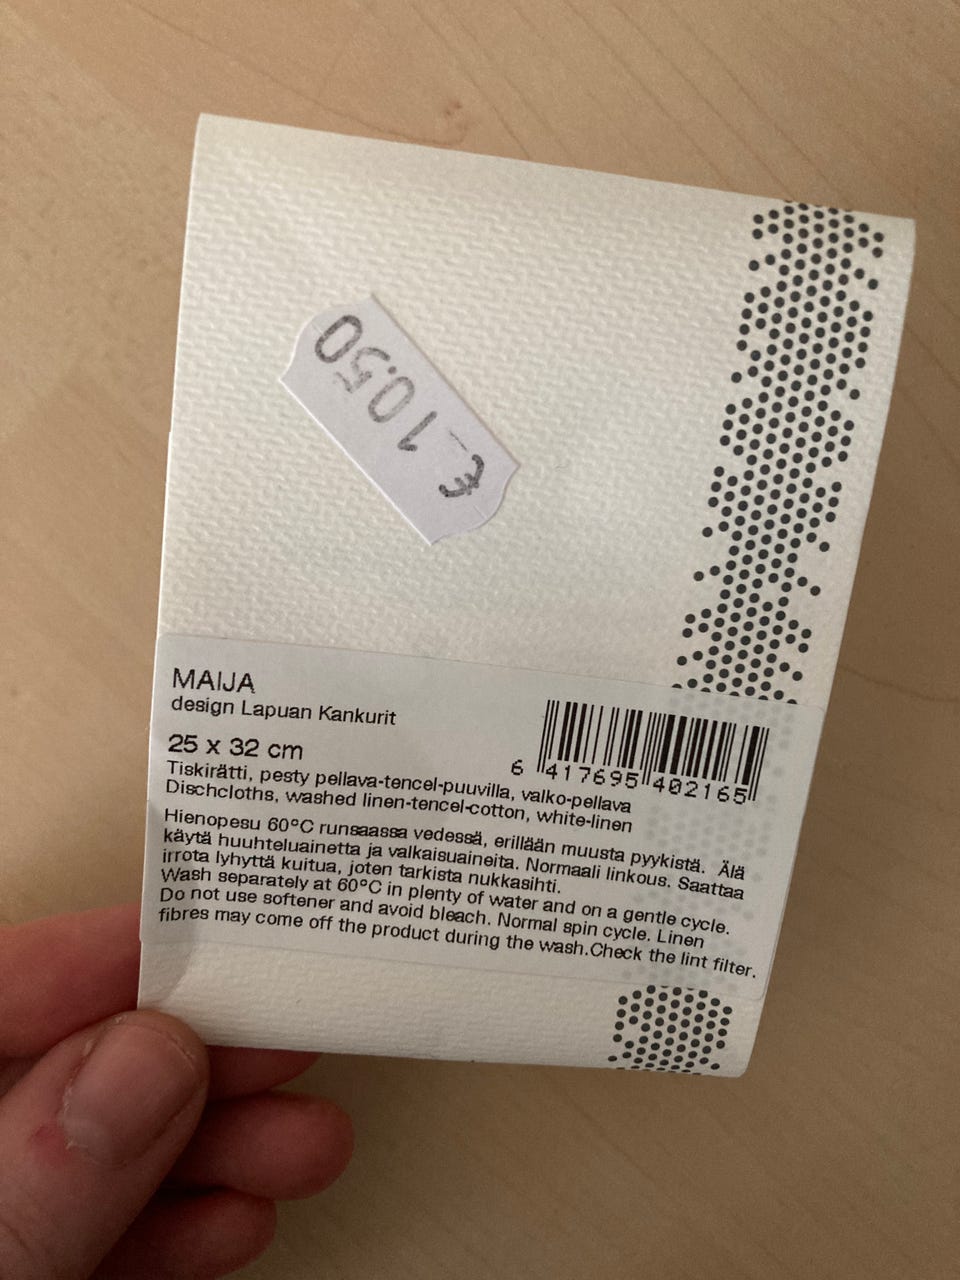 € 10.50
MAIJA
design Lapuan Kankurit
25 x 32 cm
Tiskirätti, pesty pellava-tencel-puuvilla, valko-pellava
Dischcloths, washed linen-tencel-cotton, white-linen
6 417695 402165
Hienopesu 60°C runsaassa vedessä, erillään muusta pyykistä. Älä
käytä huuhteluainetta ja valkaisuaineita. Normaali linkous. Saattaa
irrota lyhyttä kuitua, joten tarkista nukkasihti.
Wash separately at 60°C in plenty of water and on a gentle cycle.
Do not use softener and avoid bleach. Normal spin cycle. Linen
fibres may come off the product during the wash.Check the lint filter.